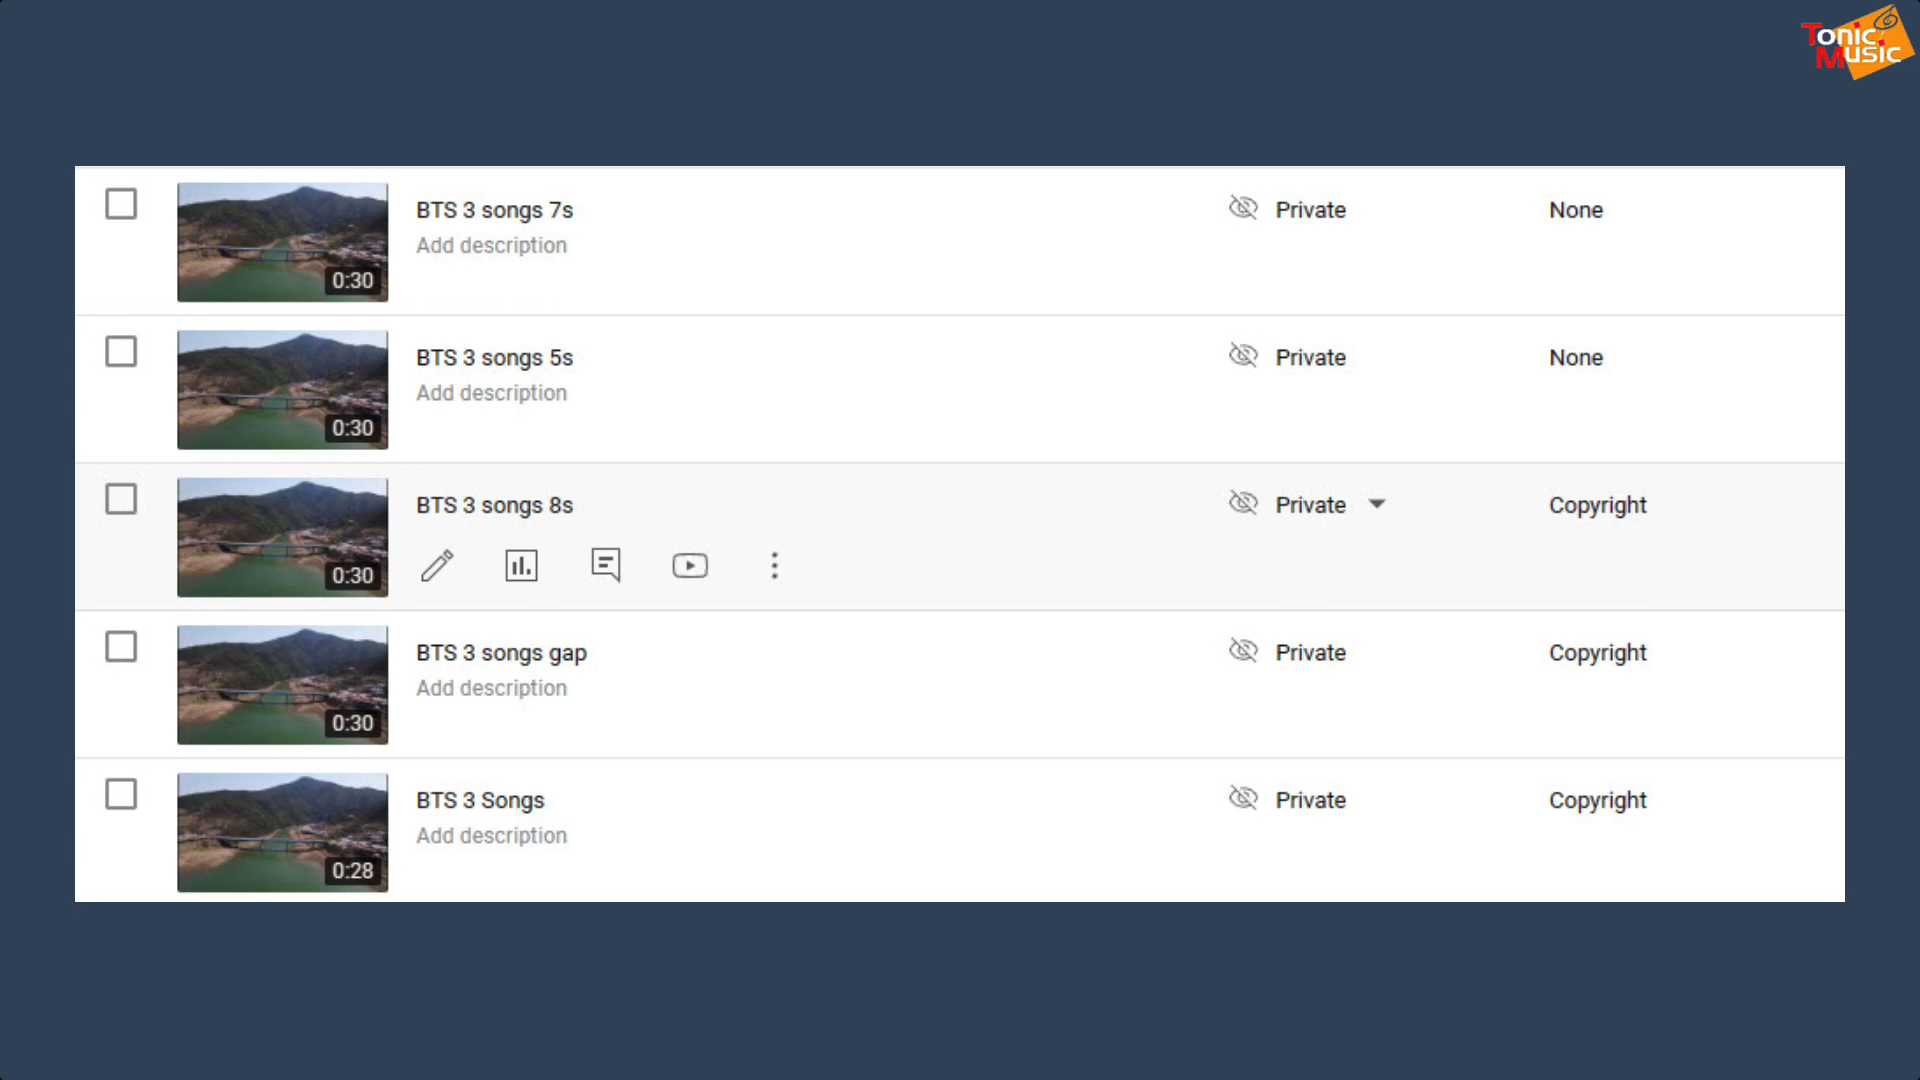 Tonic
Music
BTS 3 songs 7s
Private
None
Add description
0:30
BTS 3 songs 5s
Private
None
Add description
0:30
BTS 3 songs 8s
Private
Copyright
0:30
BTS 3 songs gap
Private
Copyright
Add description
0:30
BTS 3 Songs
Private
Copyright
Add description
0:28